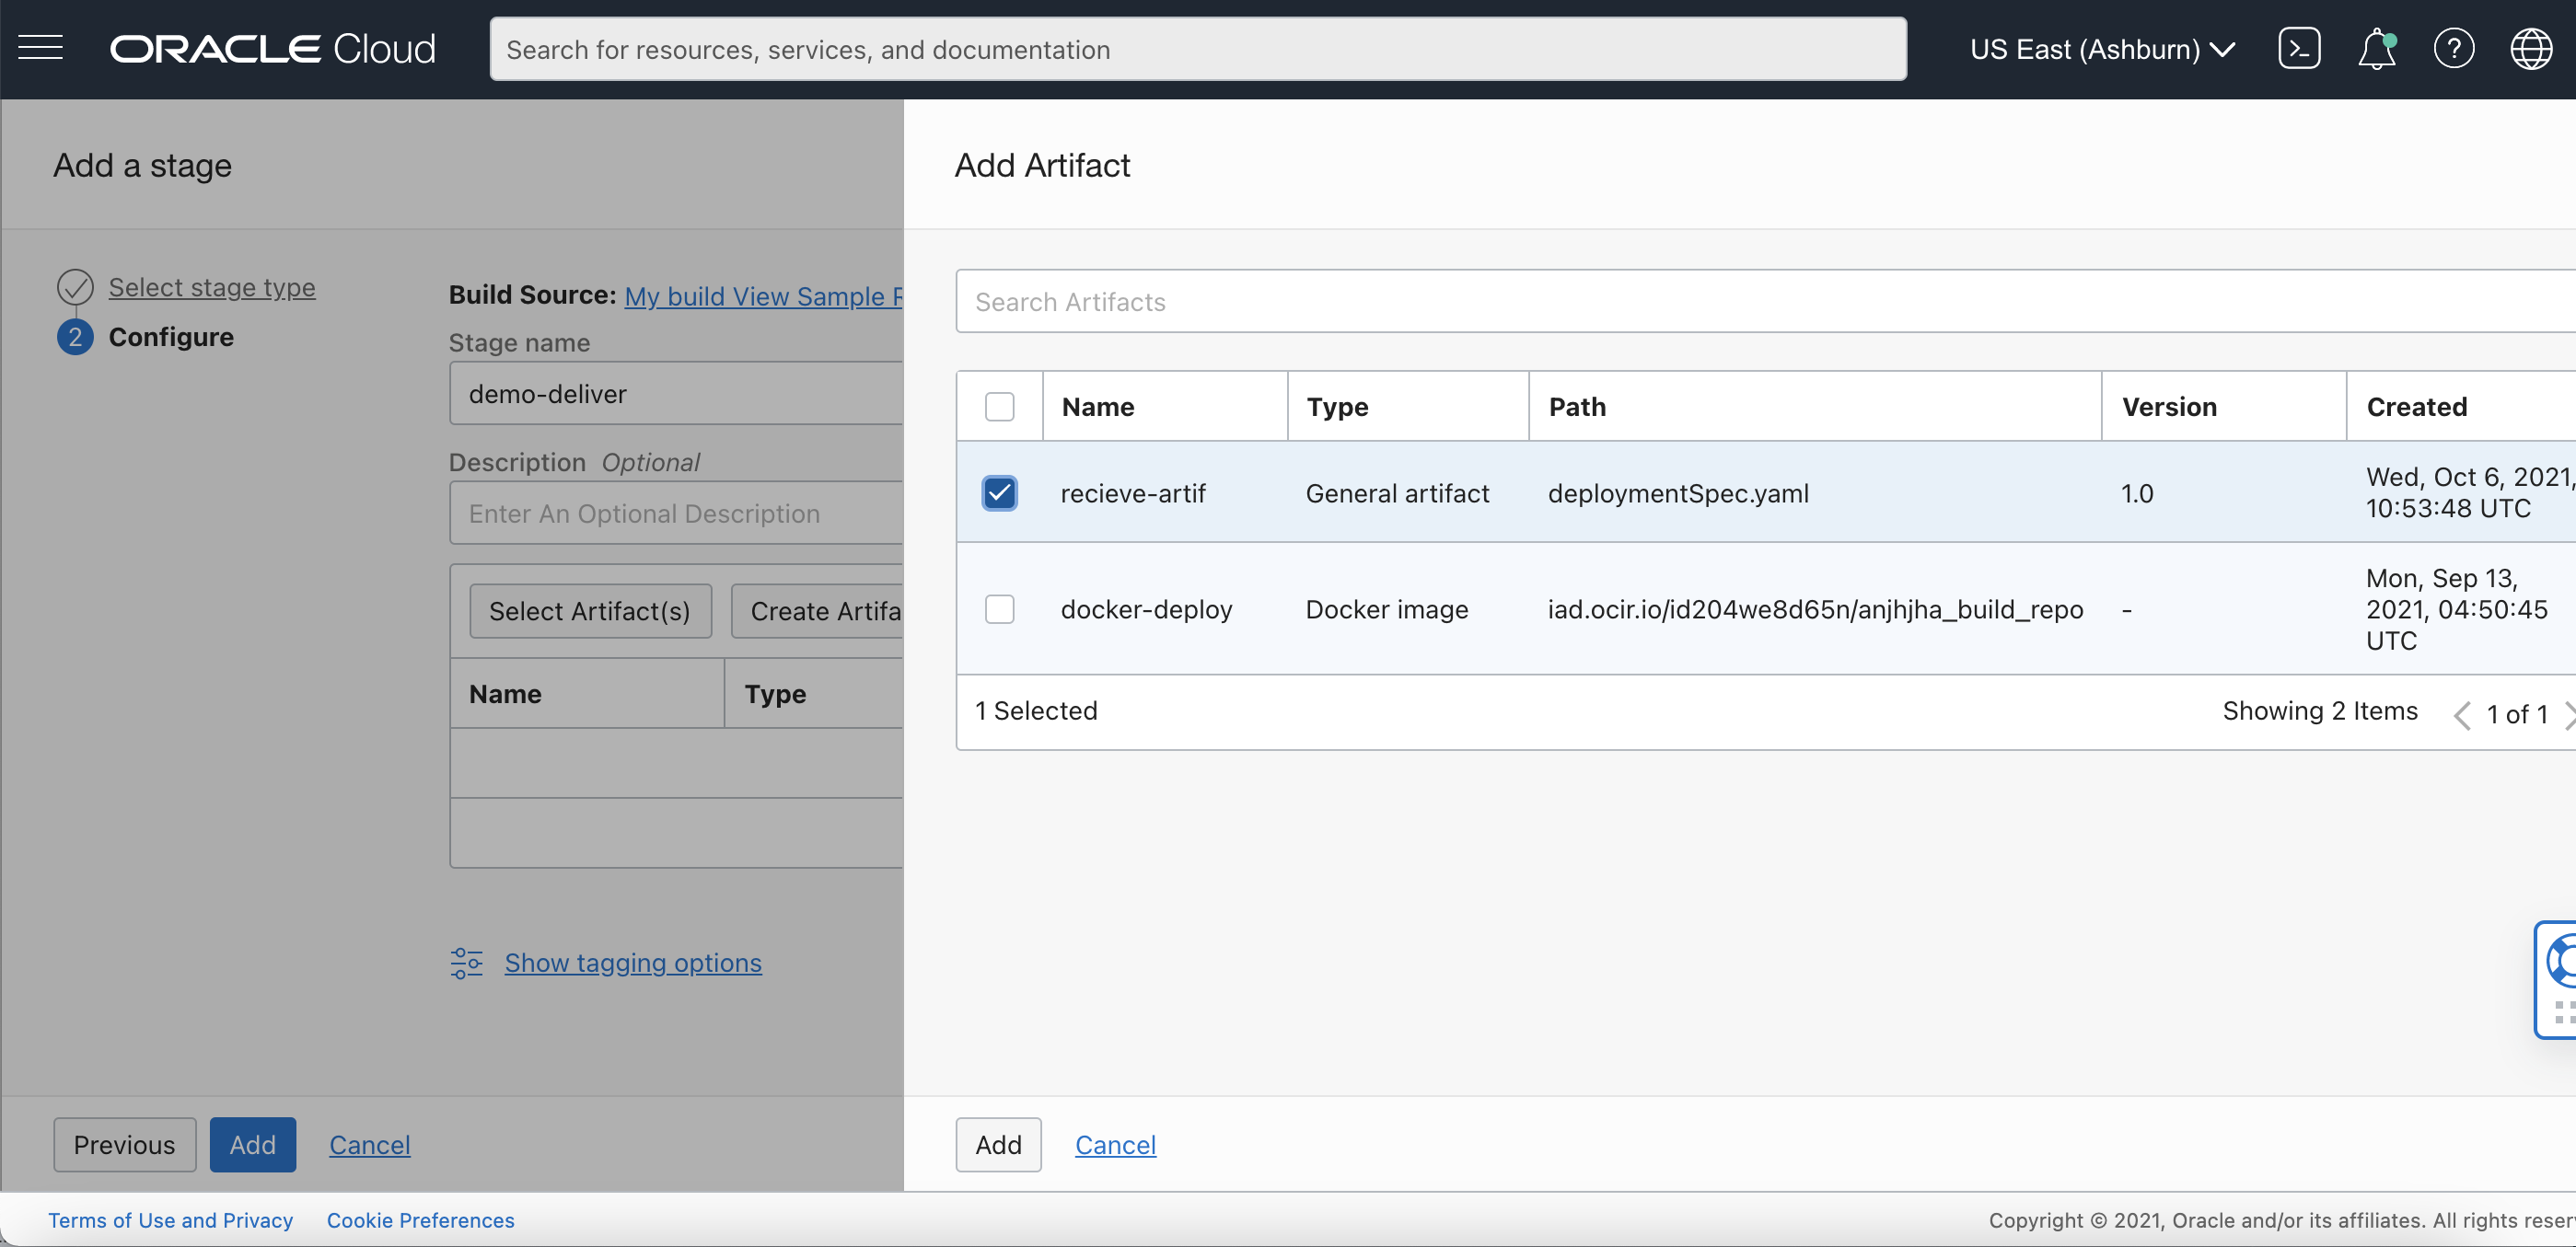 ORACLE Cloud
Search for resources, services, and documentation
US East (Ashburn)
Add a stage
Select stage type
2 Configure
Build Source: My build View Sample
Stage name
demo-deliver
Description Optional
Enter An Optional Description
Select Artifact(s)
Create Artifa
Name Type
Show tagging options
Previous
Add
Cancel
Add Artifact
Search Artifacts
Name Type Path Version Created
recieve-artif General artifact deploymentSpec.yaml 1.0 Wed, Oct 6, 2021,
10:53:48 UTC
docker-deploy Docker image iad.ocir.io/id204we8d65n/anjhjha_build_repo - Mon, Sep 13,
2021, 04:50:45
UTC
1 Selected
Showing 2 Items
1 of 1
Add
Cancel
Terms of Use and Privacy
Cookie Preferences
Copyright © 2021, Oracle and/or its affiliates. All rights reser